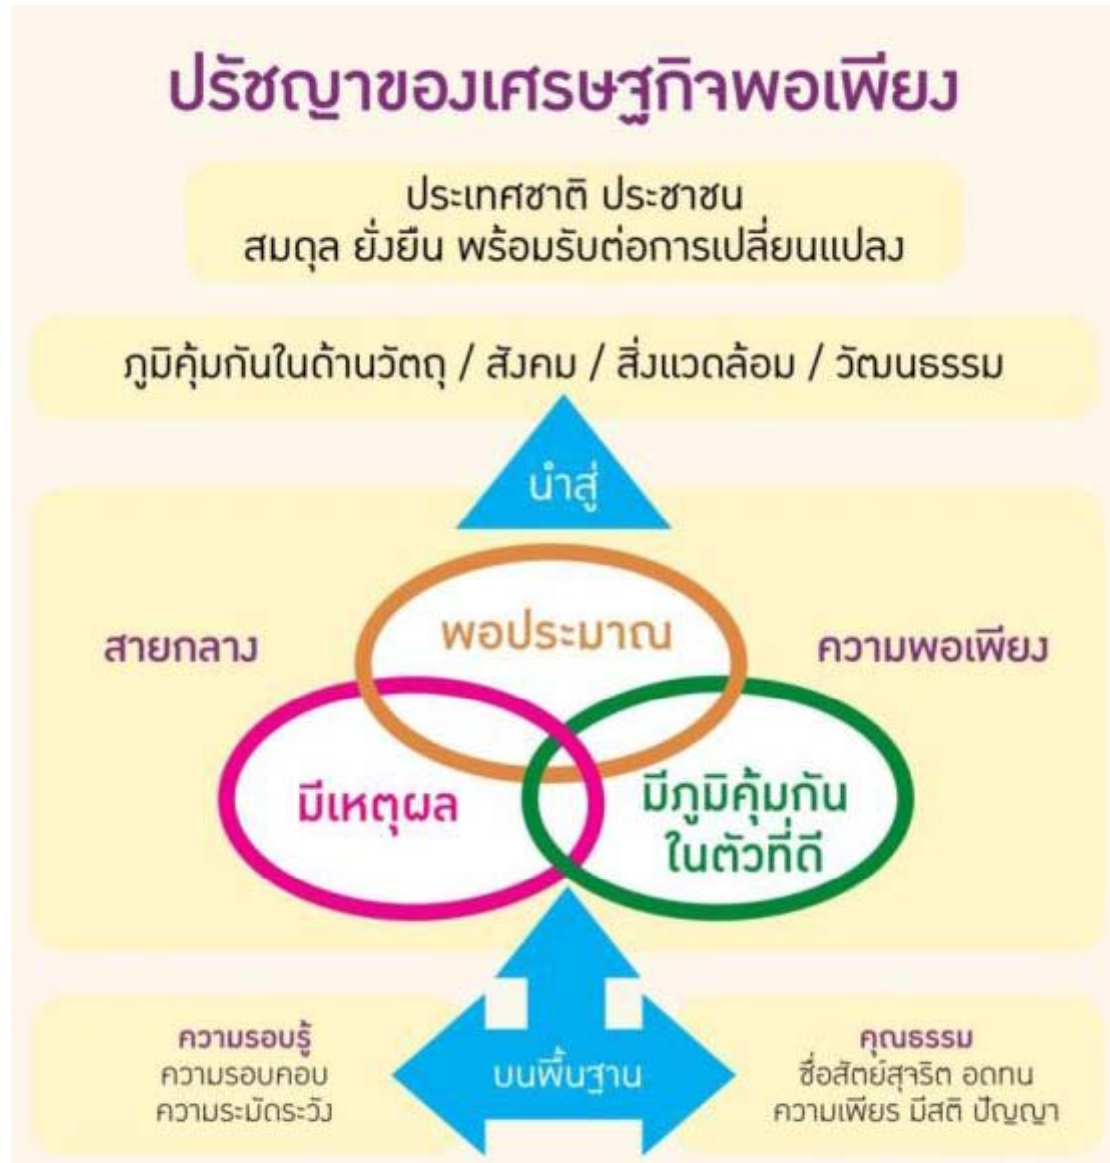 ปรัชญาของเศรษฐกิจพอเพียง
ประเทศชาติ ประชาชน
สมดุล ยั่งยืน พร้อมรับต่อการเปลี่ยนแปลง
ภูมิคุ้มกันในด้านวัตถุ / สังคม / สิ่งแวดล้อม / วัฒนธรรม
นำสู่
สายกลาง
พอประมาณ
ความพอเพียง
มีเหตุผล
มีภูมิคุ้มกัน
ในตัวที่ดี
บนพื้นฐาน
ความรอบรู้
ความรอบคอบ
ความระมัดระวัง
คุณธรรม
ซื่อสัตย์สุจริต อดทน
ความเพียร มีสติ ปัญญา